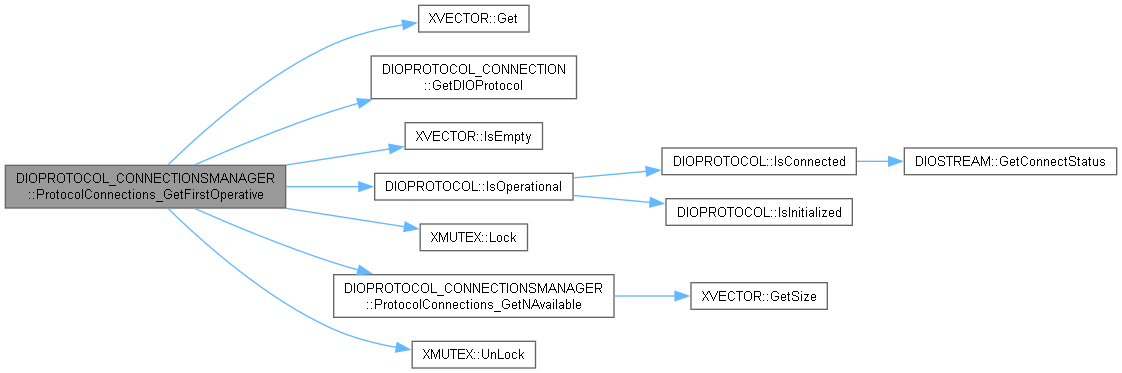 XVECTOR::Get
DIOPROTOCOL_CONNECTION
::GetDIOProtocol
XVECTOR::IsEmpty
DIOPROTOCOL_CONNECTIONSMANAGER
::ProtocolConnections_GetFirstOperative
DIOPROTOCOL::IsOperational
DIOPROTOCOL::IsConnected
DIOSTREAM::GetConnectStatus
DIOPROTOCOL::IsInitialized
XMUTEX::Lock
DIOPROTOCOL_CONNECTIONSMANAGER
::ProtocolConnections_GetNAvailable
XVECTOR::GetSize
XMUTEX::UnLock